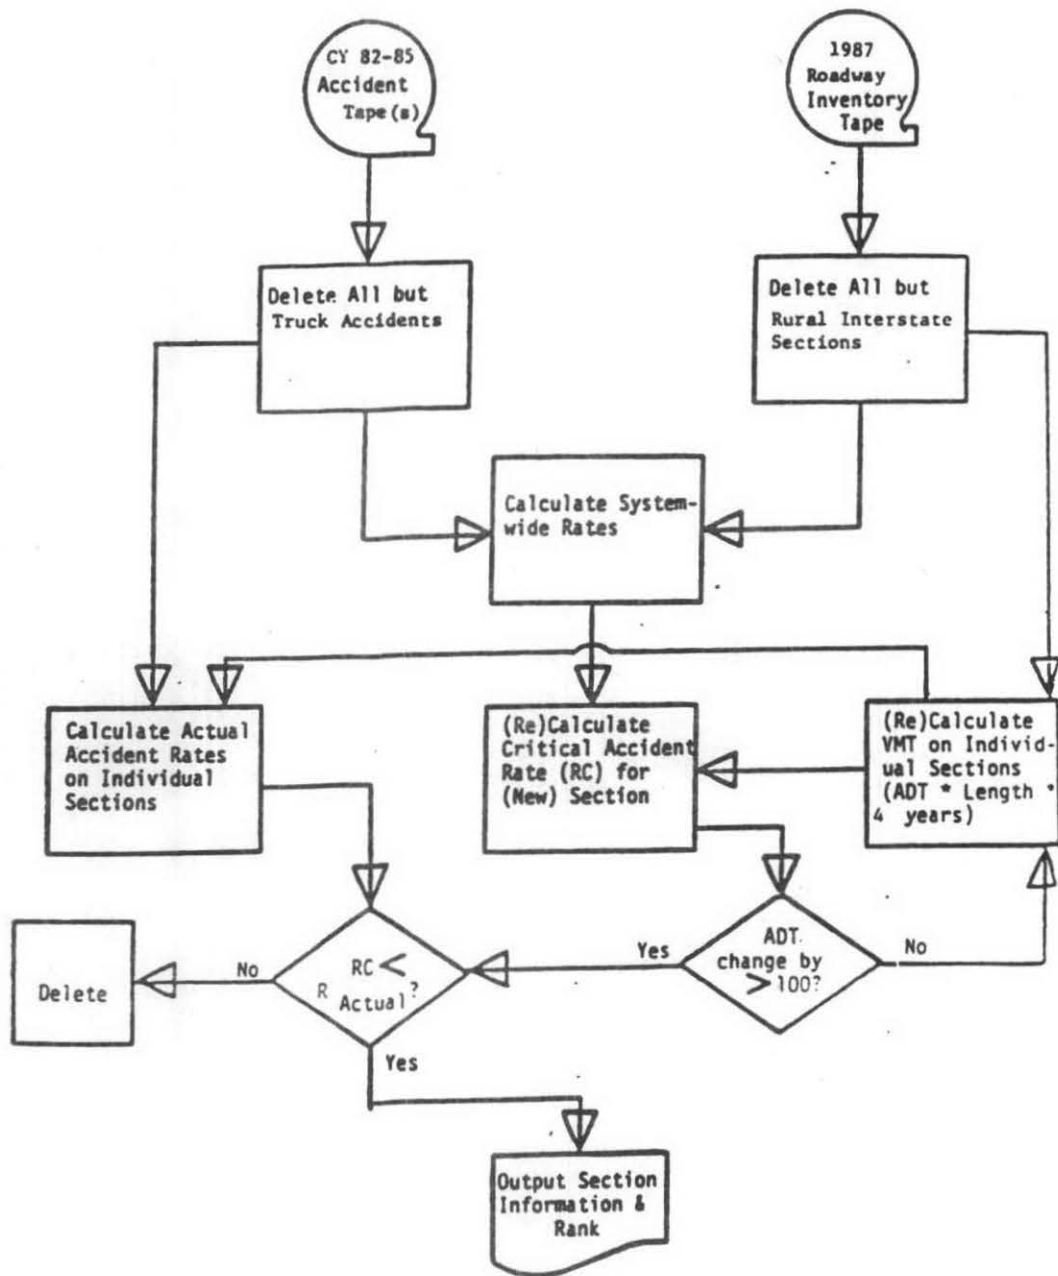 CY 82-85
Accident
Tape(s)
1987
Roadway
Inventory
Tape
Delete All but
Truck Accidents
Delete All but
Rural Interstate
Sections
Calculate System-
wide Rates
Calculate Actual
Accident Rates
on Individual
Sections
(Re)Calculate
Critical Accident
Rate (RC) for
(New) Section
(Re)Calculate
VMT on Individ-
ual Sections
(ADT * Length *
4 years)
Delete
No
RC <
R Actual?
Yes
ADT
change by
> 100?
No
Yes
Output Section
Information &
Rank